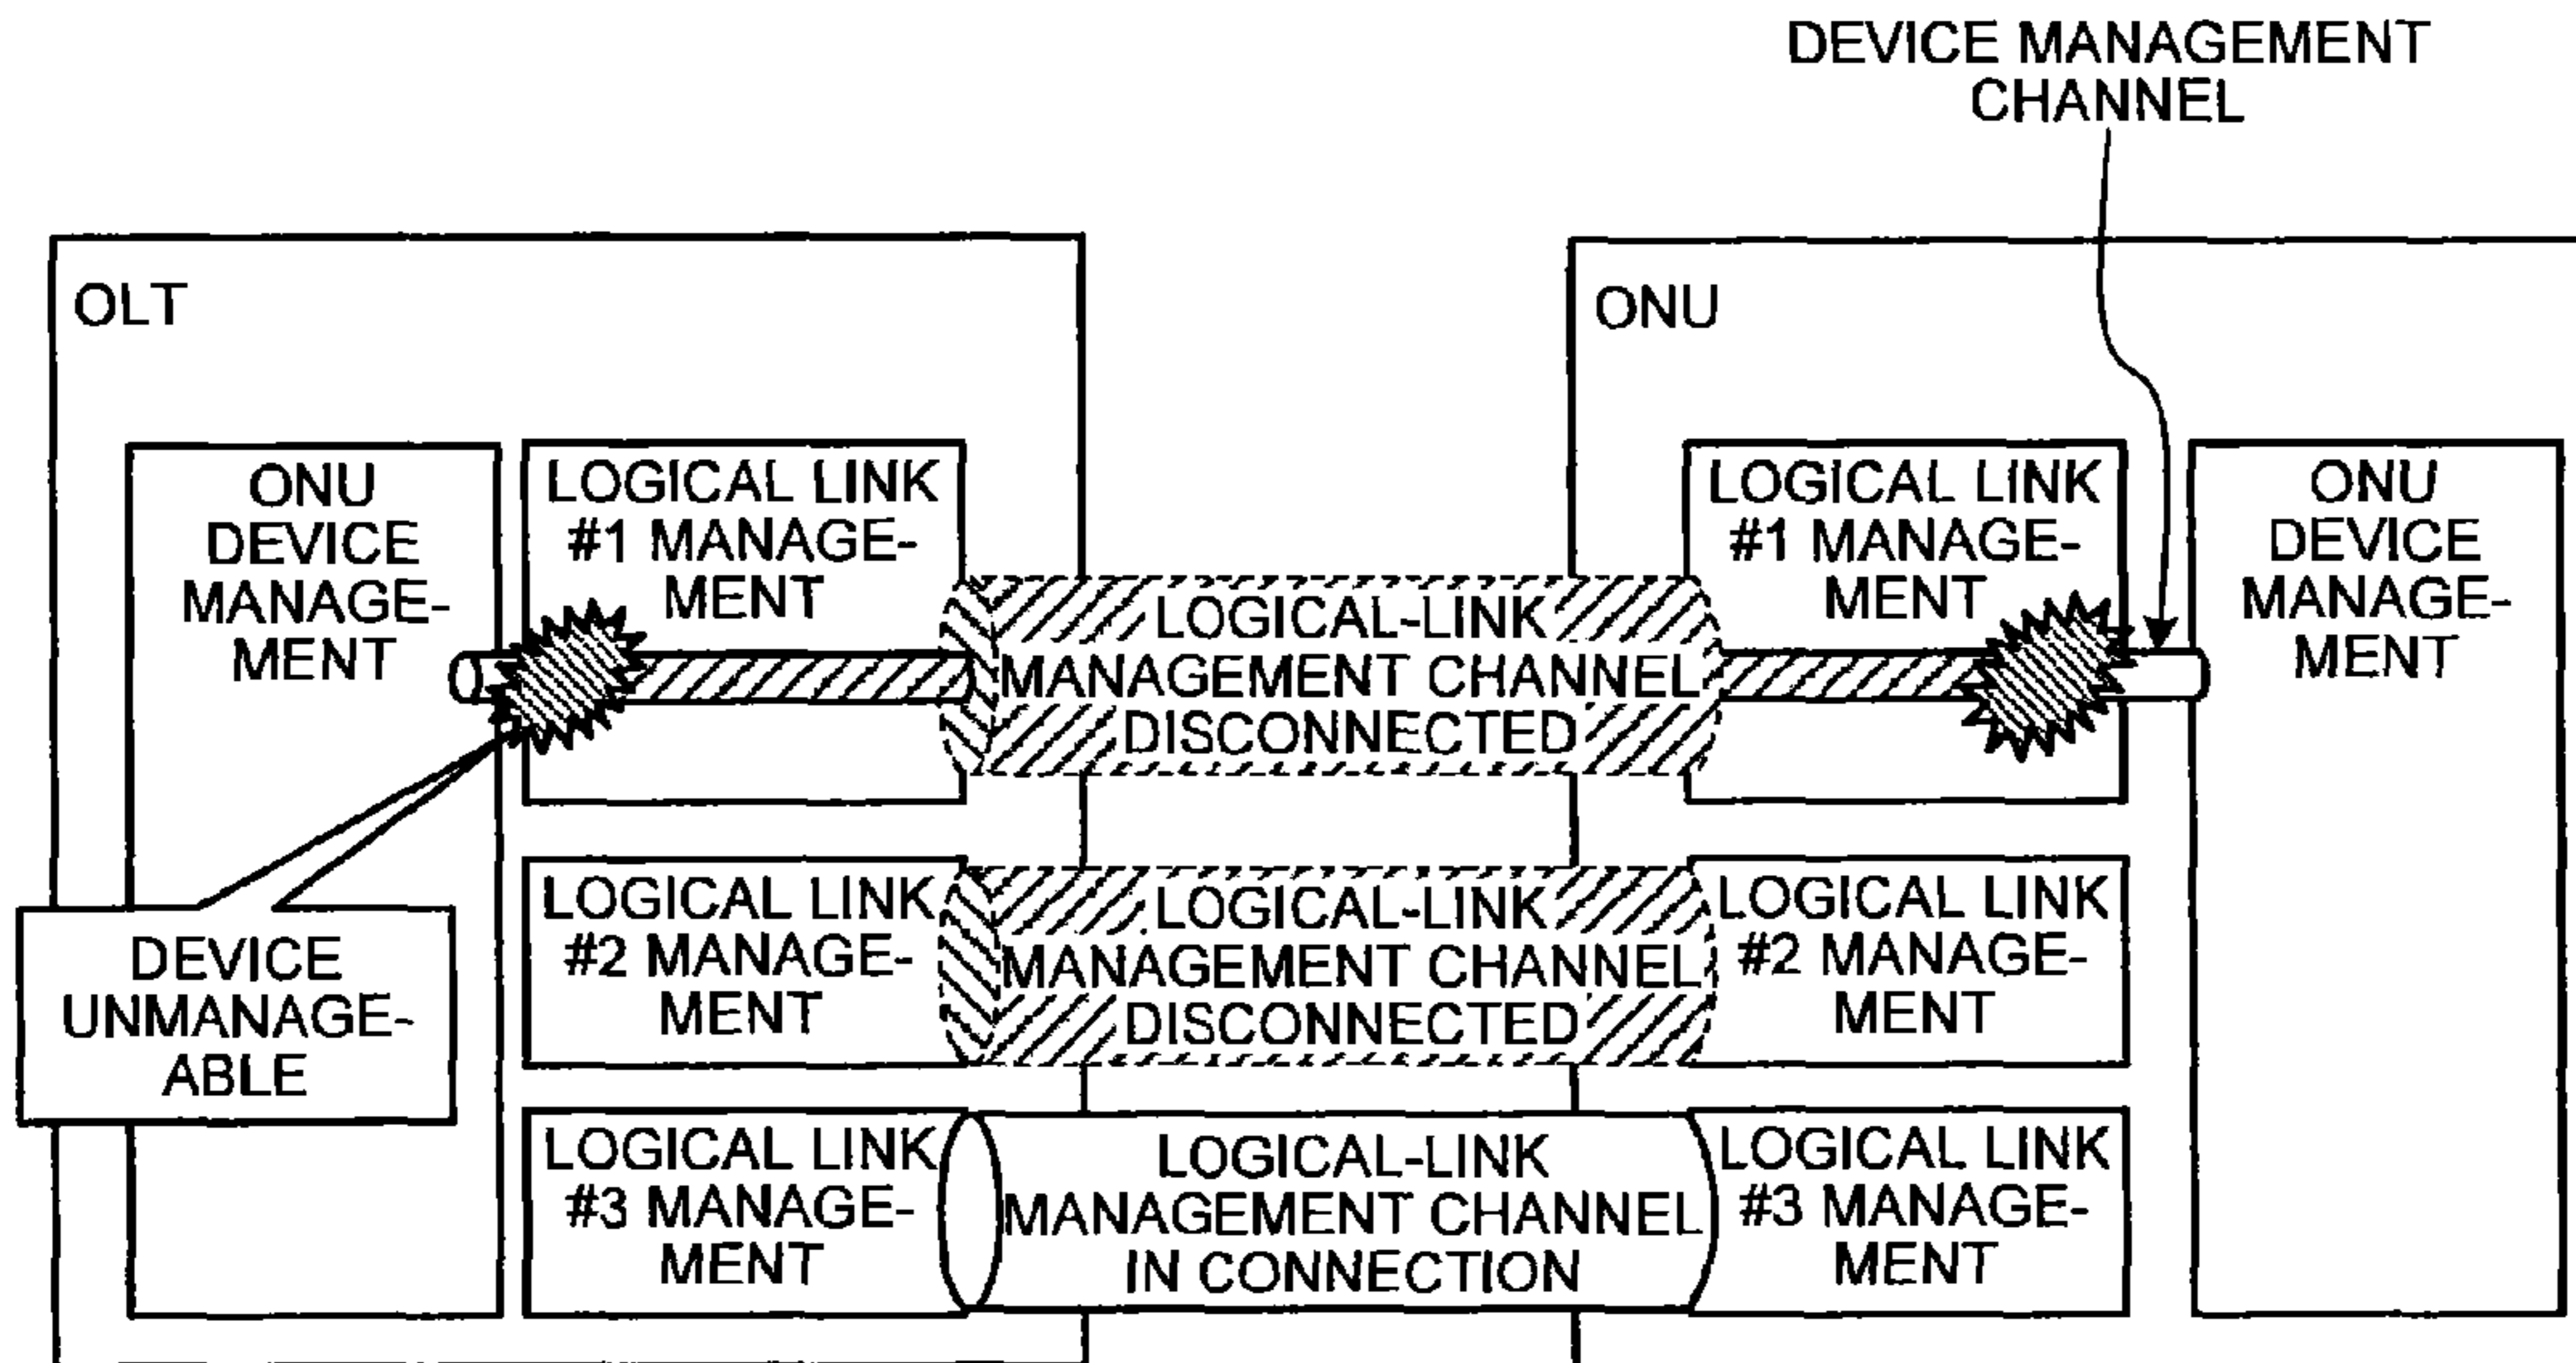 DEVICE MANAGEMENT
CHANNEL
OLT
ONU
ONU
DEVICE
MANAGE-
MENT
LOGICAL LINK
#1 MANAGE-
MENT
LOGICAL-LINK
MANAGEMENT CHANNEL
DISCONNECTED
LOGICAL LINK
#1 MANAGE-
MENT
ONU
DEVICE
MANAGE-
MENT
DEVICE
UNMANAGE-
ABLE
LOGICAL LINK
#2 MANAGE-
MENT
LOGICAL-LINK
MANAGEMENT CHANNEL
DISCONNECTED
LOGICAL LINK
#2 MANAGE-
MENT
LOGICAL LINK
#3 MANAGE-
MENT
LOGICAL-LINK
MANAGEMENT CHANNEL
IN CONNECTION
LOGICAL LINK
#3 MANAGE-
MENT